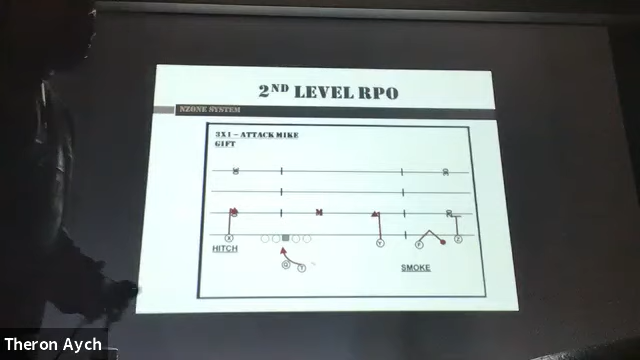 2ND LEVEL RPO
NZONE SYSTEM
3X1 – ATTACK MIKE
GIFT
M
X
Y
F
Z
HITCH
Q
T
SMOKE
Theron Aych